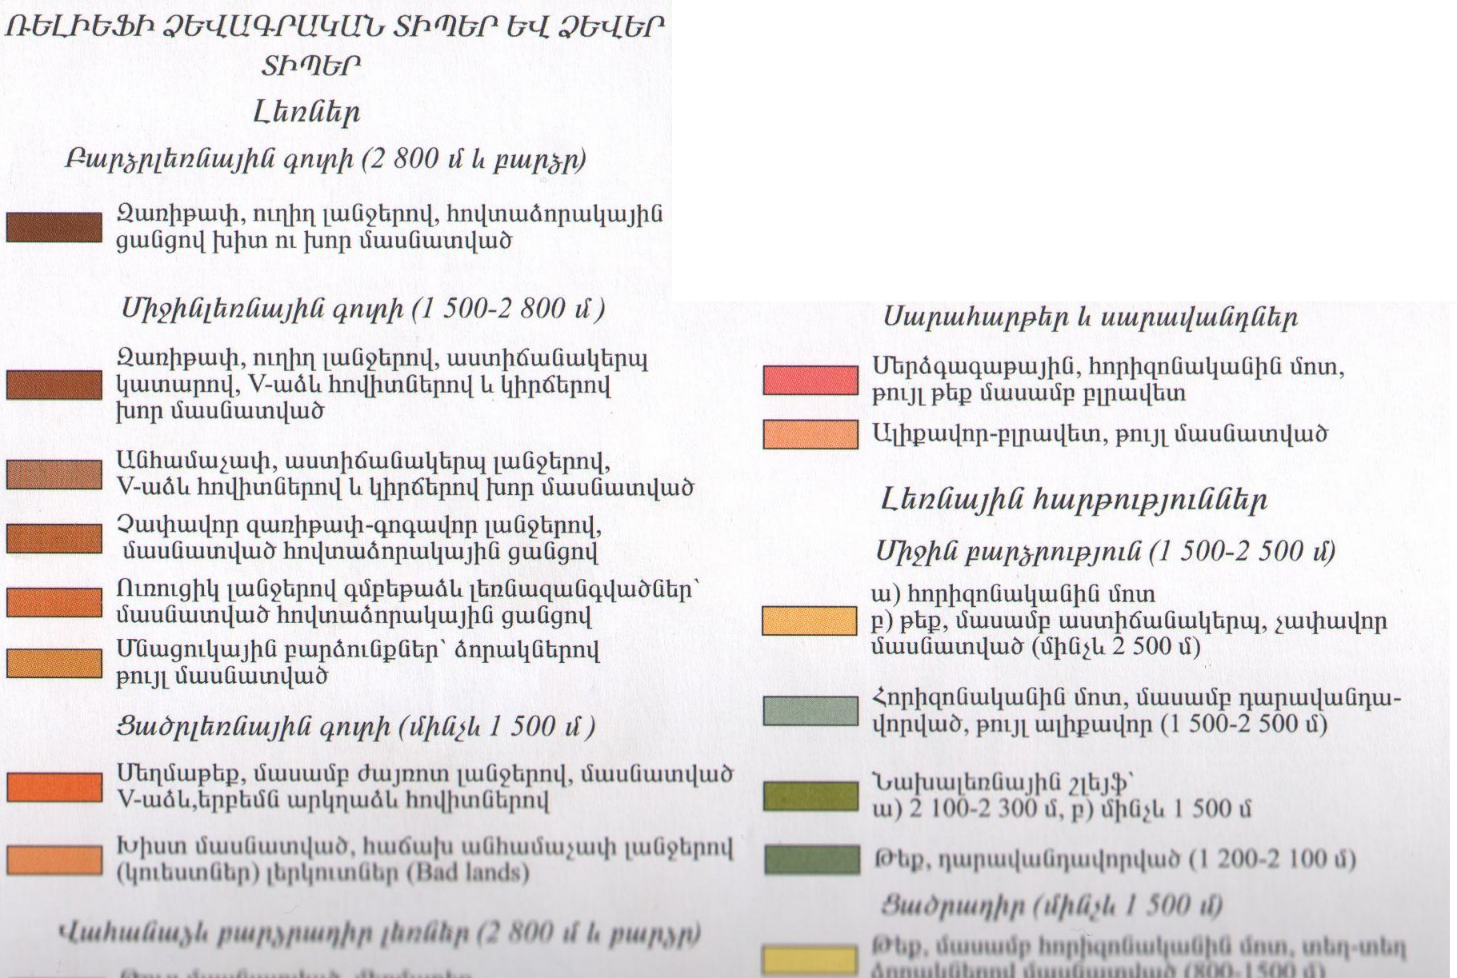 ՌԵԼԻԵՖԻ ՁԵՎԱԳՐԱԿԱՆ ՏԻՊԵՐ ԵՎ ՁԵՎԵՐ
ՏԻՊԵՐ
Լեռներ
Բարձրլեռնային գոտի (2 800 մ և բարձր)
Զառիթափ, ուղիղ լանջերով, հովտաձորակային
ցանցով խիտ ու խոր մասնատված
Միջինլեռնային գոտի (1 500-2 800 մ)
Զառիթափ, ուղիղ լանջերով, աստիճանակերպ
կատարով, V-աձև հովիտներով և կիրճերով
խոր մասնատված
Անհամաչափ, աստիճանակերպ լանջերով,
V-աձև հովիտներով և կիրճերով խոր մասնատված
Չափավոր զառիթափ-գոգավոր լանջերով,
մասնատված հովտաձորակային ցանցով
Ուռուցիկ լանջերով գմբեթաձև լեռնազանգվածներ՝
մասնատված հովտաձորակային ցանցով
Մնացուկային բարձունքներ՝ ձորակներով
թույլ մասնատված
Ցածրլեռնային գոտի (մինչև 1 500 մ)
Մեղմաթեք, մասամբ ժայռոտ լանջերով, մասնատված
V-աձև,երբեմն արկղաձև հովիտներով
Խիստ մասնատված, հաճախ անհամաչափ լանջերով
(կուեստներ) լերկուտներ (Bad lands)
Վահանաձև բարձրադիր լեռներ (2 800 մ և բարձր)
Սարահարթեր և սարավանդներ
Մերձգագաթային, հորիզոնականին մոտ,
թույլ թեք մասամբ բլրավետ
Ալիքավոր-բլրավետ, թույլ մասնատված
Լեռնային հարթություններ
Միջին բարձրություն (1 500-2 500 մ)
ա) հորիզոնականին մոտ
բ) թեք, մասամբ աստիճանակերպ, չափավոր
մասնատված (մինչև 2 500 մ)
Հորիզոնականին մոտ, մասամբ դարավանդա-
վորված, թույլ ալիքավոր (1 500-2 500 մ)
Նախալեռնային շլեյֆ՝
ա) 2 100-2 300 մ, բ) մինչև 1 500 մ
Թեք, դարավանդավորված (1 200-2 100 մ)
Ցածրադիր (մինչև 1 500 մ)
Թեք, մասամբ հորիզոնականին մոտ, տեղ-տեղ
ձորակներով մասնատված (800-1500 մ)